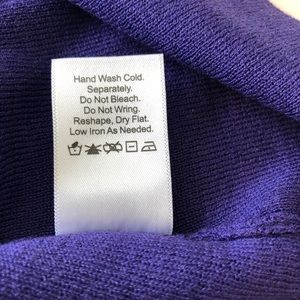 Hand Wash Cold.
Separately.
Do Not Bleach.
Do Not Wring.
Reshape, Dry Flat.
Low Iron As Needed.